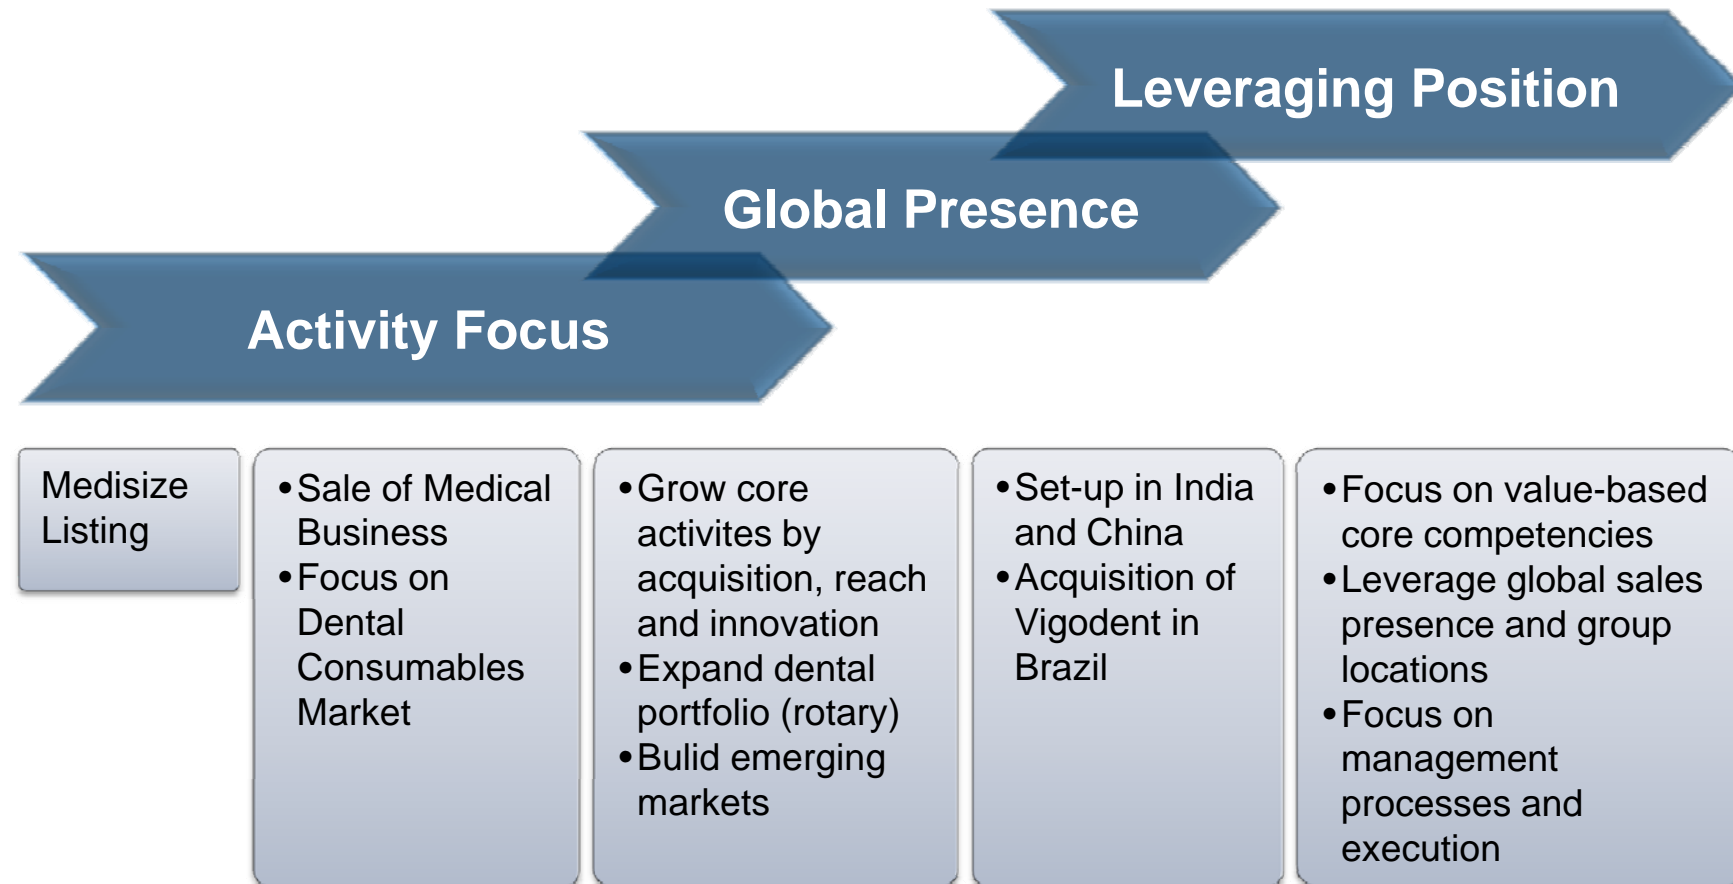 Leveraging Position
Global Presence
Activity Focus
Medisize
Listing
•Sale of Medical
Business
•Focus on
Dental
Consumables
Market
•Grow core
activites by
acquisition, reach
and innovation
•Expand dental
portfolio (rotary)
•Bulid emerging
markets
•Set-up in India
and China
•Acquisition of
Vigodent in
Brazil
•Focus on value-based
core competencies
•Leverage global sales
presence and group
locations
•Focus on
management
processes and
execution